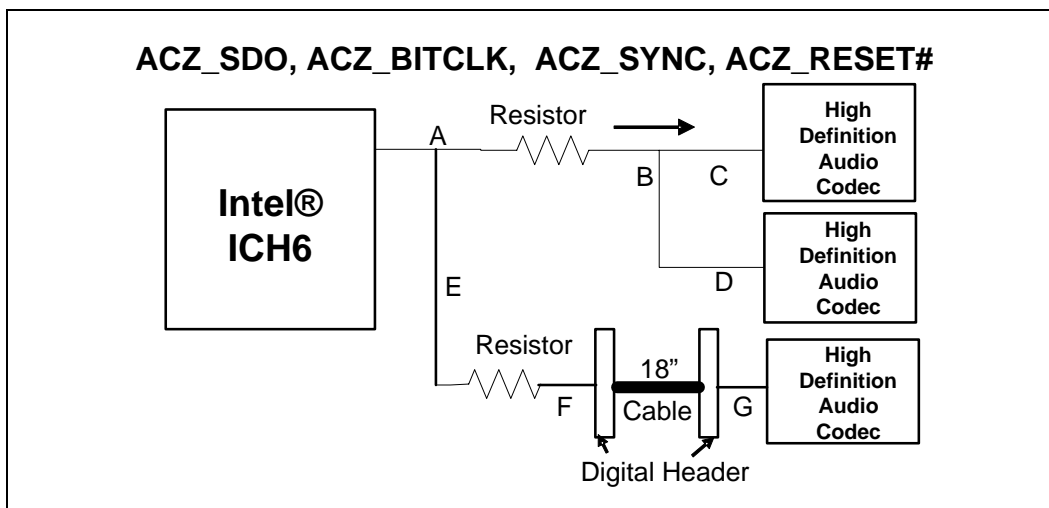 ACZ_SDO, ACZ_BITCLK, ACZ_SYNC, ACZ_RESET#
Intel®
ICH6
A
Resistor
B
C
High
Definition
Audio
Codec
D
High
Definition
Audio
Codec
E
Resistor
F
18”
Cable
G
High
Definition
Audio
Codec
Digital Header